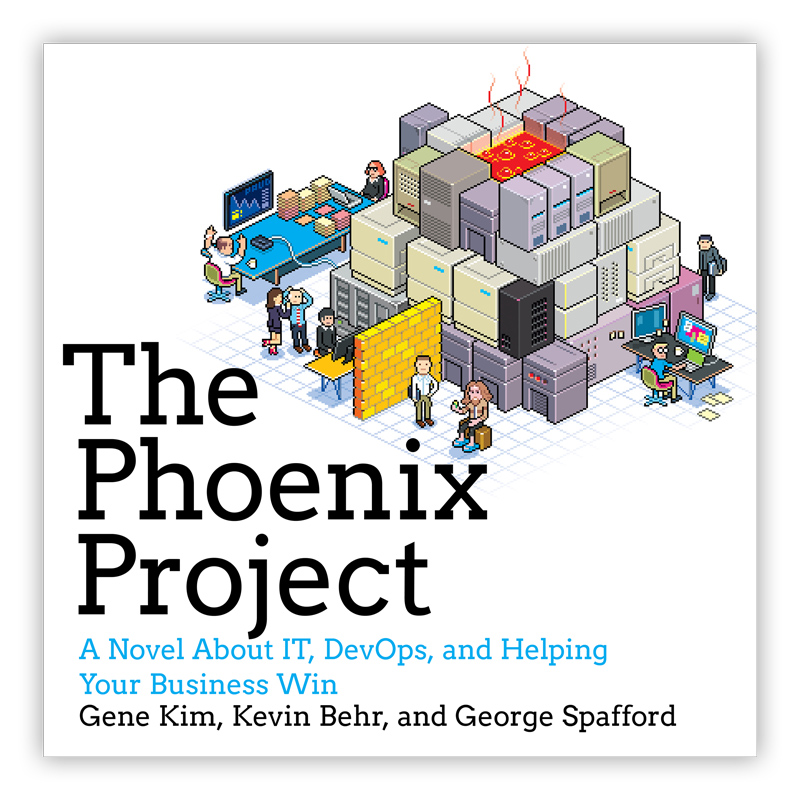 The
Phoenix
Project
A Novel About IT, DevOps, and Helping
Your Business Win
Gene Kim, Kevin Behr, and George Spafford